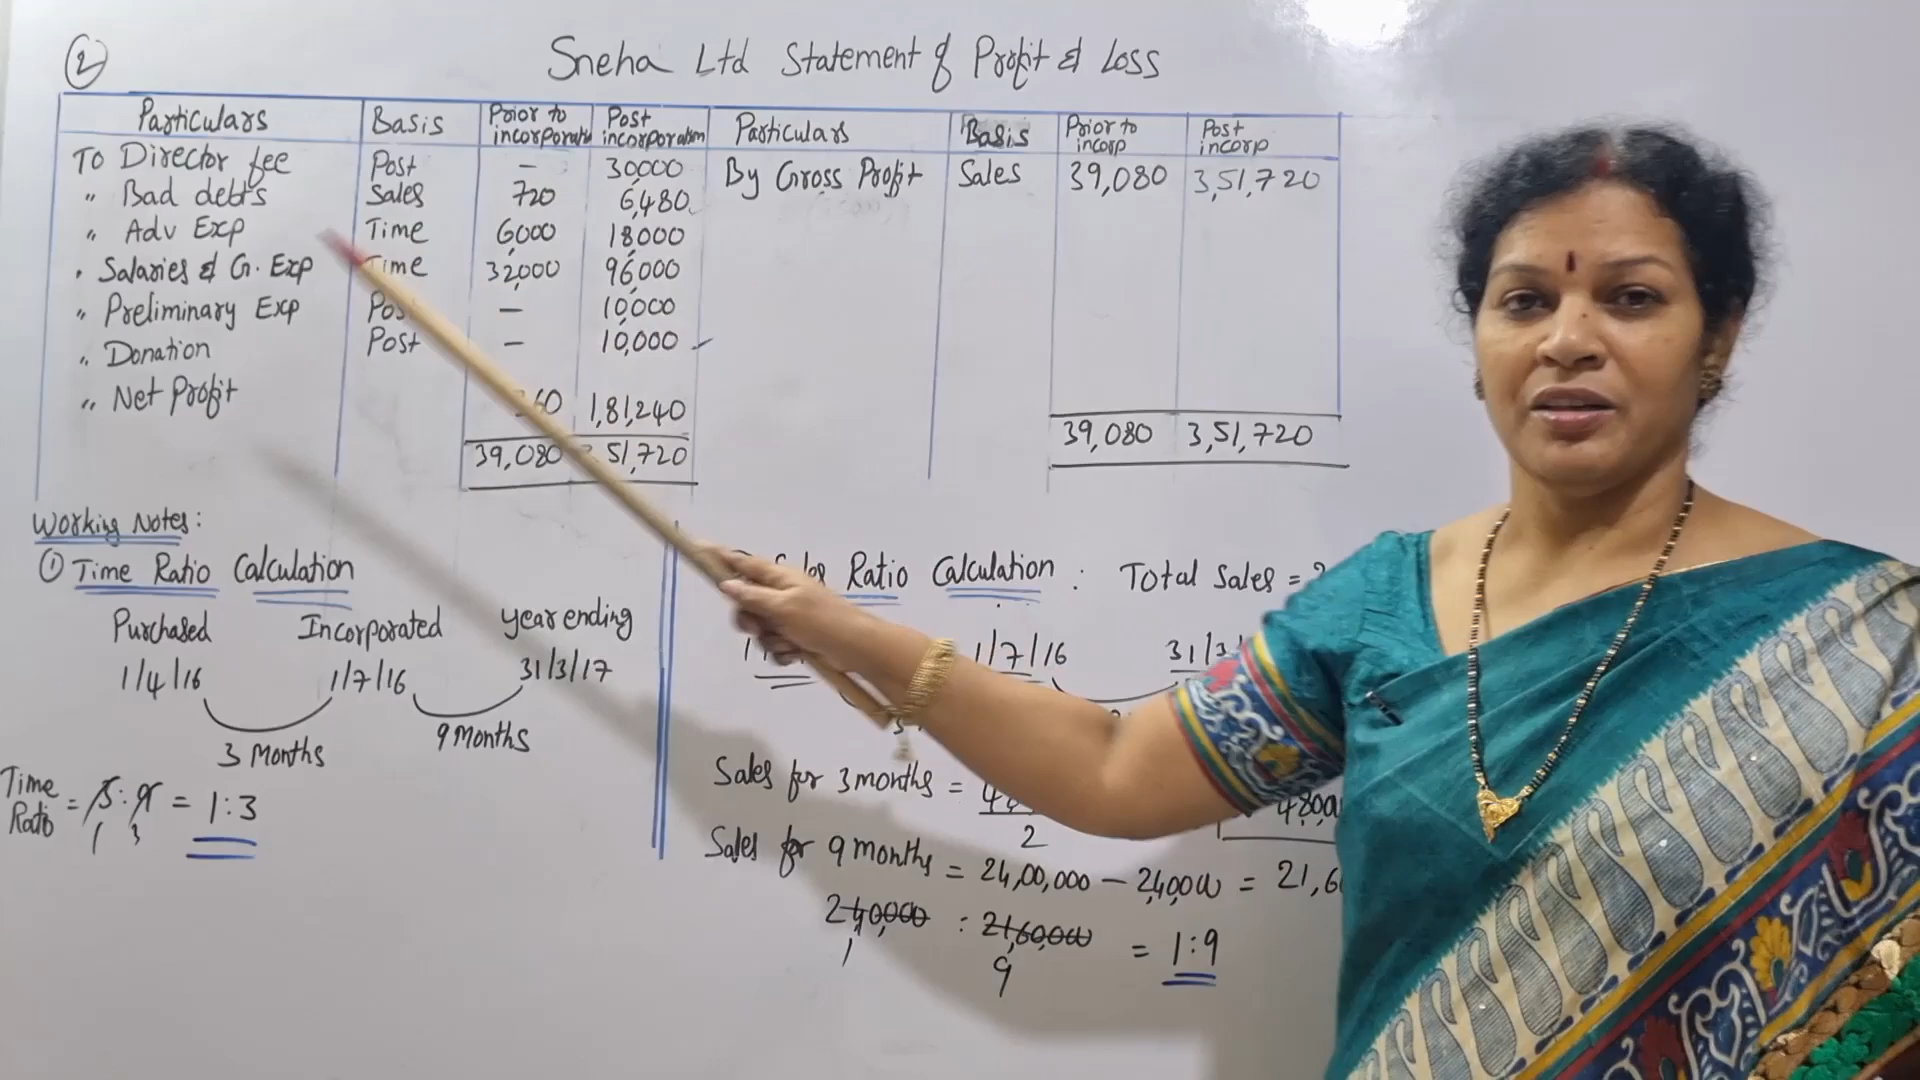 2
Sneha Ltd Statement of Profit & Loss
Particulars Basis Prior to incorporatn Post incorporation Particulars Basis Prior to incorp Post incorp
To Director fee Post - 30000 By Gross Profit Sales 39,080 3,51,720
" Bad debts Sales 720 6,480
" Adv Exp Time 6000 18000
" Salaries & G. Exp Time 32,000 96,000
" Preliminary Exp Post - 10,000
" Donation Post - 10,000
" Net Profit 360 1,81,240
39,080 3,51,720 39,080 3,51,720
Working Notes:
① Time Ratio Calculation
Purchased Incorporated year ending
1/4/16 1/7/16 31/3/17
3 Months 9 Months
Time Ratio = 3 : 9 = 1:3
1 3
Ratio Calculation : Total Sales =
1/7/16 31/3/
Sales for 3 months =
2
Sales for 9 months = 24,00,000 - 2,40,000 = 21,6
2,40,000 : 21,60,000 = 1:9
1 9